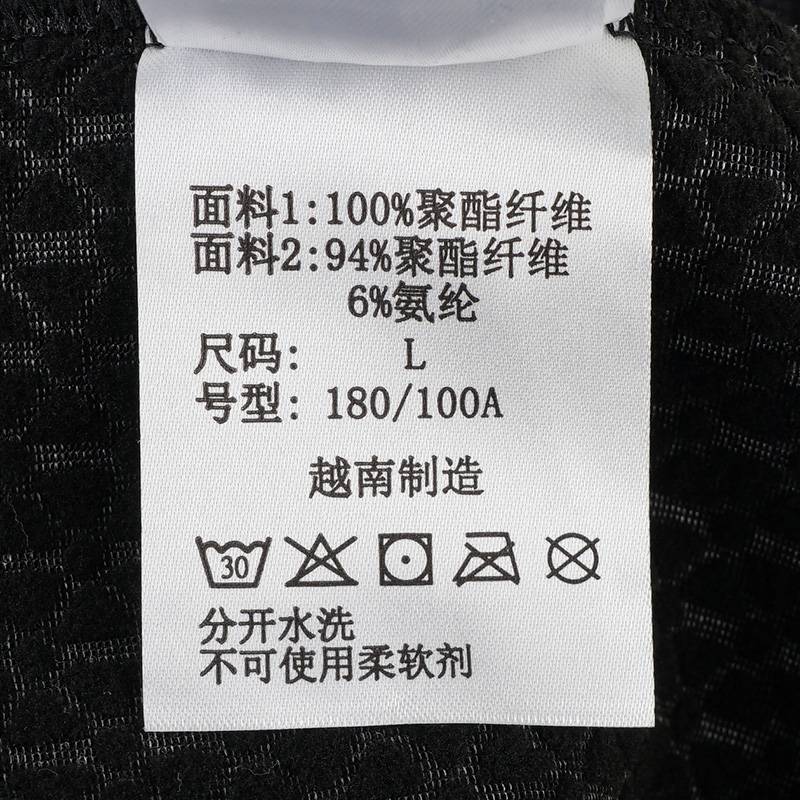 面料1:100%聚酯纤维
面料2:94%聚酯纤维
6%氨纶
尺码: L
号型: 180/100A
越南制造
30
分开水洗
不可使用柔软剂